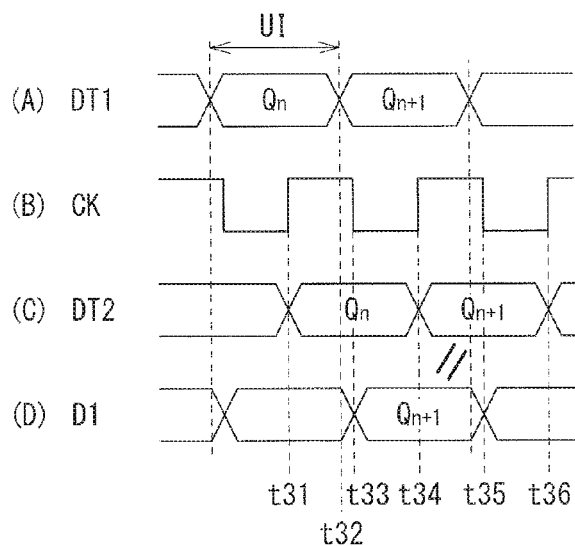 UI
(A) DT1 Qn Qn+1
(B) CK
(C) DT2 Qn Qn+1
(D) D1 Qn+1
t31 t33 t34 t35 t36
t32